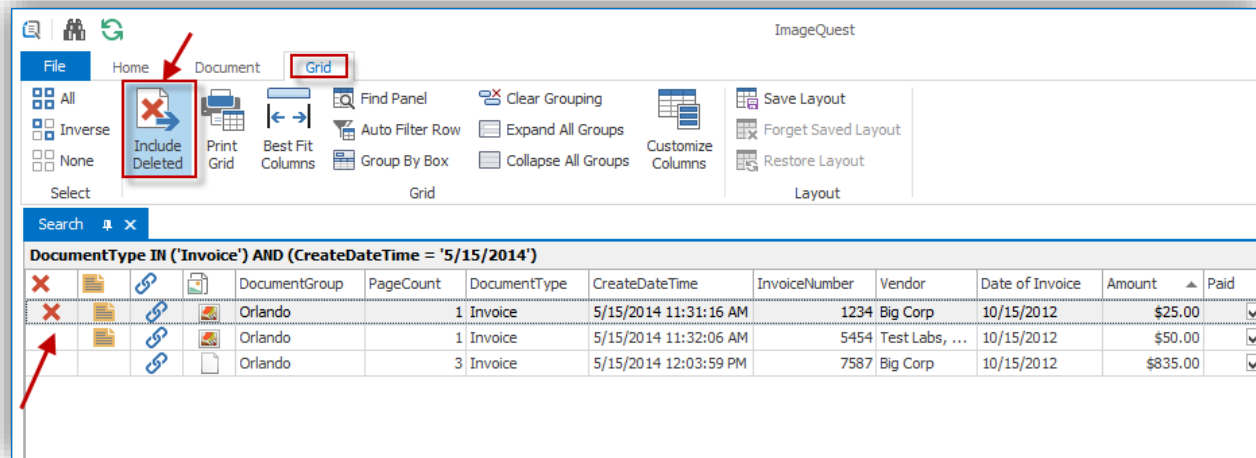 ImageQuest
File Home Document Grid
All
Inverse
None
Select
Include Deleted
Print Grid
Best Fit Columns
Find Panel
Auto Filter Row
Group By Box
Clear Grouping
Expand All Groups
Collapse All Groups
Customize Columns
Grid
Save Layout
Forget Saved Layout
Restore Layout
Layout
Search
DocumentType IN ('Invoice') AND (CreateDateTime = '5/15/2014')
DocumentGroup PageCount DocumentType CreateDateTime InvoiceNumber Vendor Date of Invoice Amount Paid
Orlando 1 Invoice 5/15/2014 11:31:16 AM 1234 Big Corp 10/15/2012 $25.00
Orlando 1 Invoice 5/15/2014 11:32:06 AM 5454 Test Labs, ... 10/15/2012 $50.00
Orlando 3 Invoice 5/15/2014 12:03:59 PM 7587 Big Corp 10/15/2012 $835.00